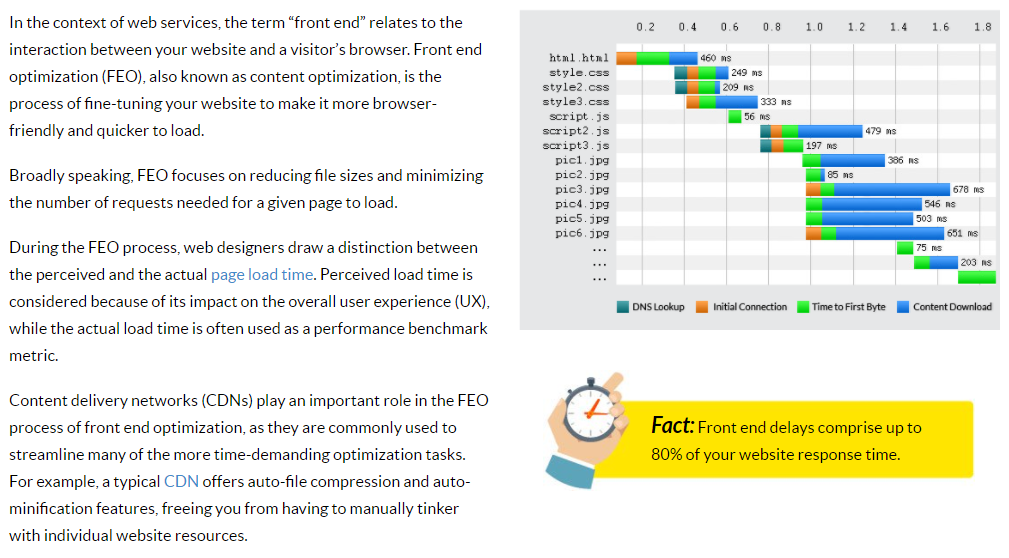 In the context of web services, the term “front end” relates to the
interaction between your website and a visitor’s browser. Front end
optimization (FEO), also known as content optimization, is the
process of fine-tuning your website to make it more browser-
friendly and quicker to load.
Broadly speaking, FEO focuses on reducing file sizes and minimizing
the number of requests needed for a given page to load.
During the FEO process, web designers draw a distinction between
the perceived and the actual page load time. Perceived load time is
considered because of its impact on the overall user experience (UX),
while the actual load time is often used as a performance benchmark
metric.
Content delivery networks (CDNs) play an important role in the FEO
process of front end optimization, as they are commonly used to
streamline many of the more time-demanding optimization tasks.
For example, a typical CDN offers auto-file compression and auto-
minification features, freeing you from having to manually tinker
with individual website resources.
0.2 0.4 0.6 0.8 1.0 1.2 1.4 1.6 1.8
html.html 460 ms
style.css 249 ms
style2.css 209 ms
style3.css 333 ms
script.js 56 ms
script2.js 479 ms
script3.js 197 ms
pic1.jpg 386 ms
pic2.jpg 85 ms
pic3.jpg 678 ms
pic4.jpg 546 ms
pic5.jpg 503 ms
pic6.jpg 651 ms
... 75 ms
... 203 ms
...
DNS Lookup Initial Connection Time to First Byte Content Download
Fact: Front end delays comprise up to
80% of your website response time.